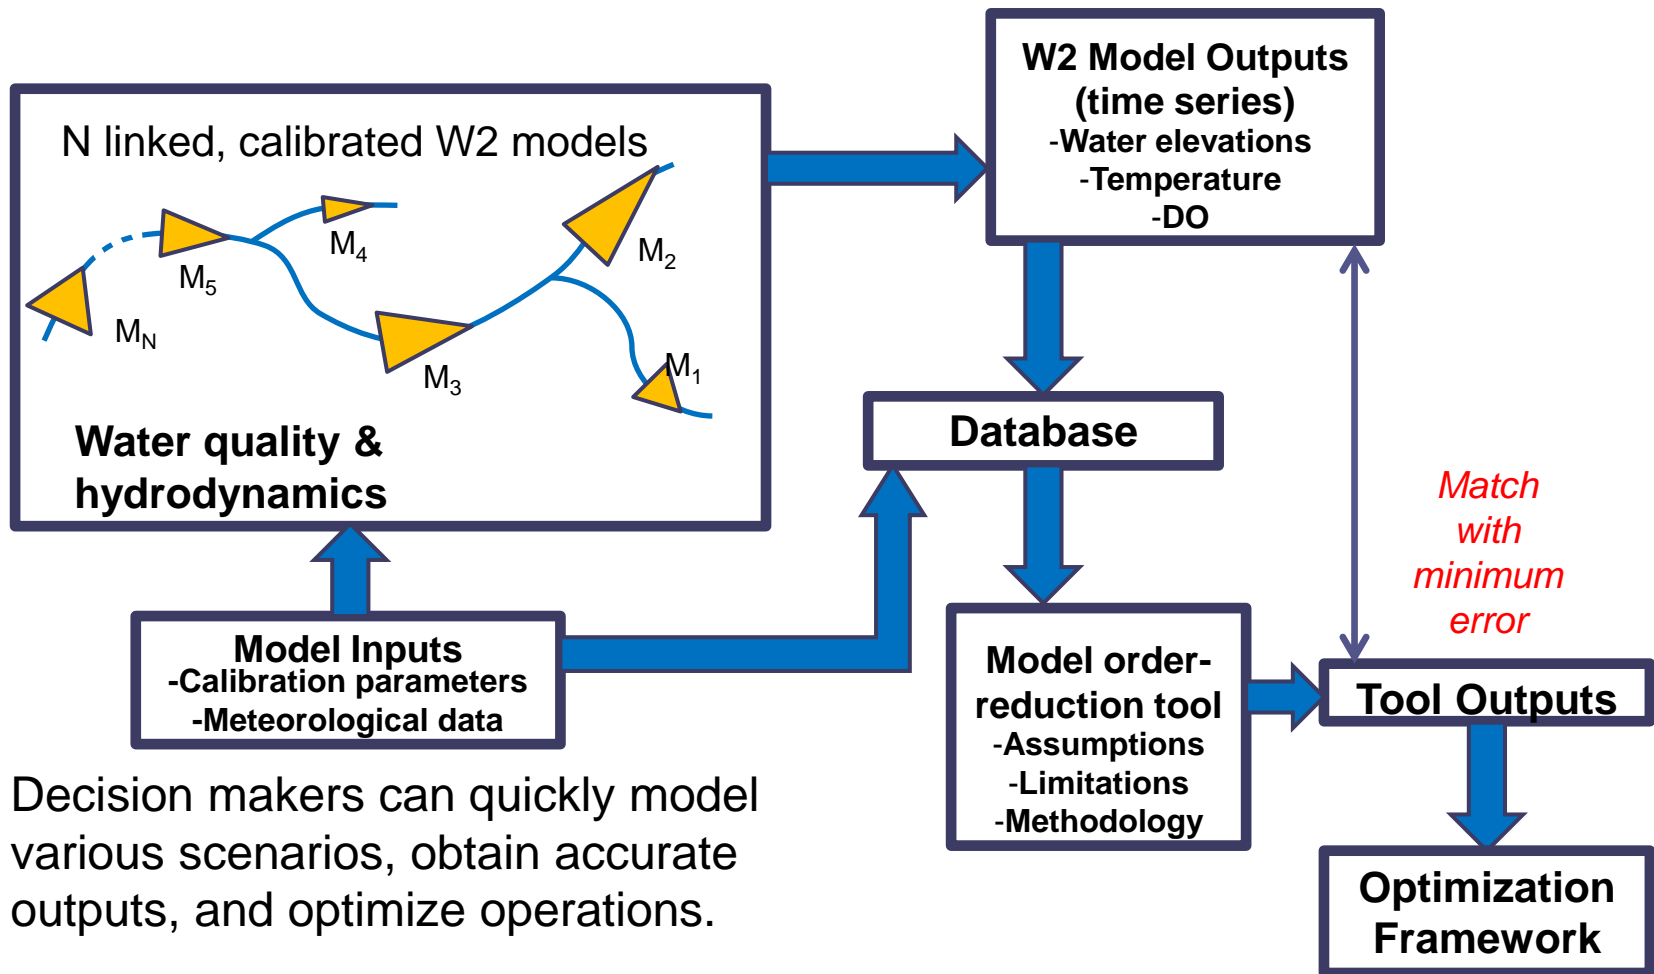 W2 Model Outputs
(time series)
-Water elevations
-Temperature
-DO
N linked, calibrated W2 models
M4
M2
M5
MN
M3
M1
Water quality &
hydrodynamics
Database
Match
with
minimum
error
Model Inputs
-Calibration parameters
-Meteorological data
Model order-
reduction tool
-Assumptions
-Limitations
-Methodology
Tool Outputs
Decision makers can quickly model
various scenarios, obtain accurate
outputs, and optimize operations.
Optimization
Framework